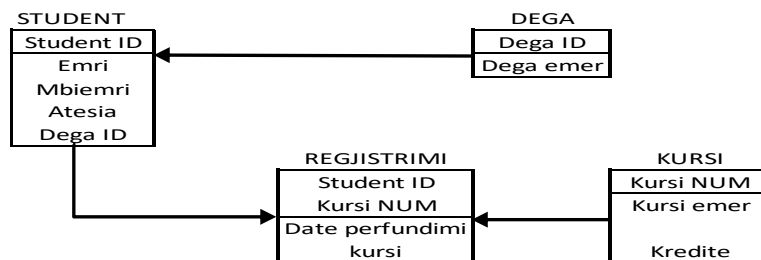 STUDENT
Student ID
Emri
Mbiemri
Atesia
Dega ID
DEGA
Dega ID
Dega emer
REGJISTRIMI
Student ID
Kursi NUM
Date perfundimi
kursi
KURSI
Kursi NUM
Kursi emer
Kredite